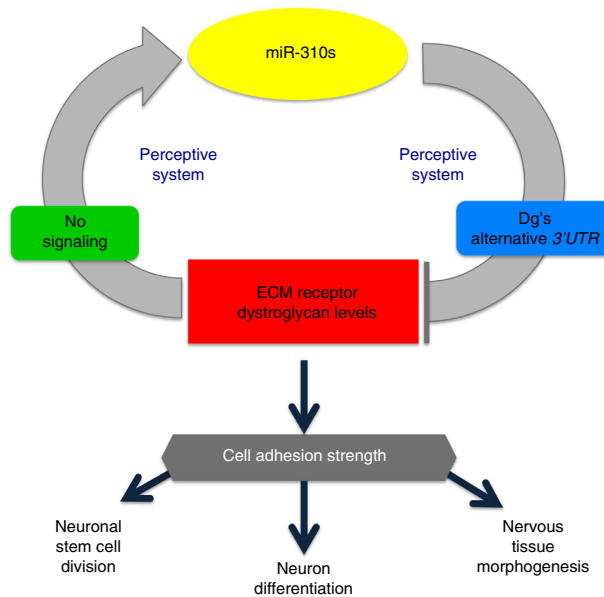 miR-310s
Perceptive
system
Perceptive
system
No
signaling
Dg's
alternative 3'UTR
ECM receptor
dystroglycan levels
Cell adhesion strength
Neuronal
stem cell
division
Neuron
differentiation
Nervous
tissue
morphogenesis